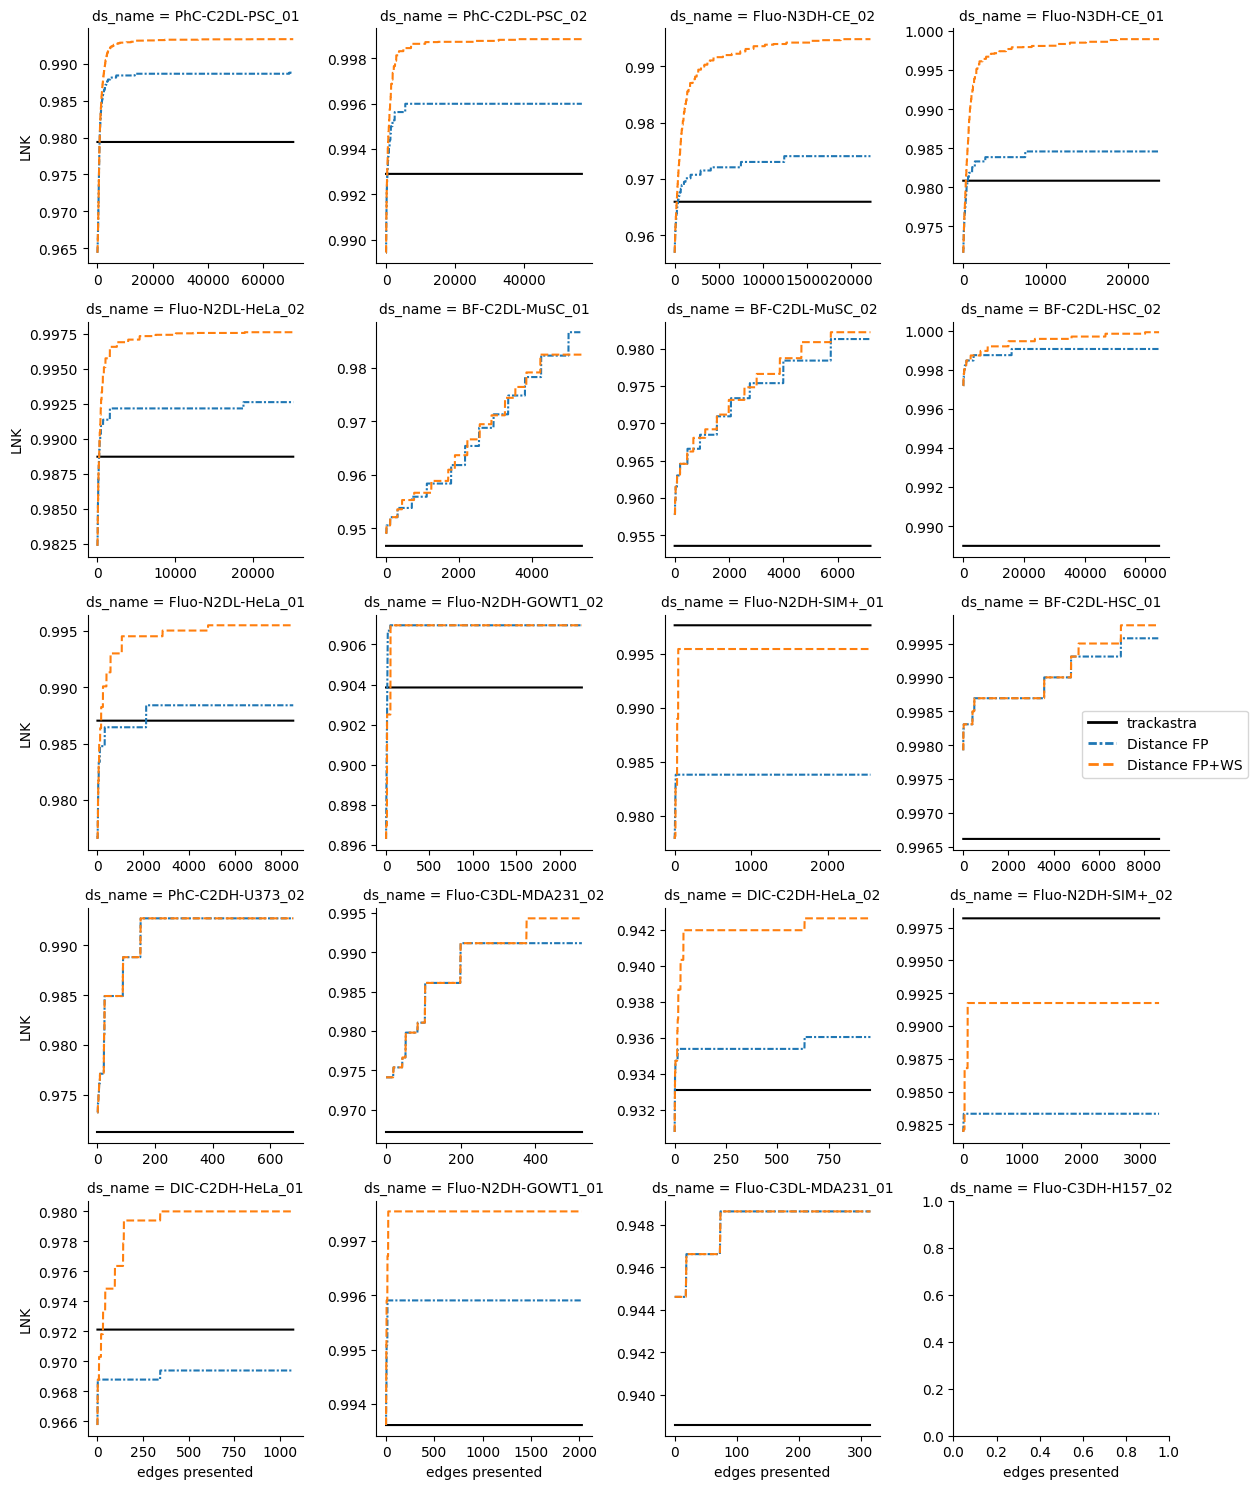 ds_name = PhC-C2DL-PSC_01
ds_name = PhC-C2DL-PSC_02
ds_name = Fluo-N3DH-CE_02
ds_name = Fluo-N3DH-CE_01
LNK
0.990
0.985
0.980
0.975
0.970
0.965
0 20000 40000 60000
0.998
0.996
0.994
0.992
0.990
0 20000 40000
0.99
0.98
0.97
0.96
0 5000 10000 15000 20000
1.000
0.995
0.990
0.985
0.980
0.975
0 10000 20000
ds_name = Fluo-N2DL-HeLa_02
ds_name = BF-C2DL-MuSC_01
ds_name = BF-C2DL-MuSC_02
ds_name = BF-C2DL-HSC_02
LNK
0.9975
0.9950
0.9925
0.9900
0.9875
0.9850
0.9825
0 10000 20000
0.98
0.97
0.96
0.95
0 2000 4000
0.980
0.975
0.970
0.965
0.960
0.955
0 2000 4000 6000
1.000
0.998
0.996
0.994
0.992
0.990
0 20000 40000 60000
ds_name = Fluo-N2DL-HeLa_01
ds_name = Fluo-N2DH-GOWT1_02
ds_name = Fluo-N2DH-SIM+_01
ds_name = BF-C2DL-HSC_01
LNK
0.995
0.990
0.985
0.980
0 2000 4000 6000 8000
0.906
0.904
0.902
0.900
0.898
0.896
0 500 1000 1500 2000
0.995
0.990
0.985
0.980
0 1000 2000
0.9995
0.9990
0.9985
0.9980
0.9975
0.9970
0.9965
0 2000 4000 6000 8000
trackastra
Distance FP
Distance FP+WS
ds_name = PhC-C2DH-U373_02
ds_name = Fluo-C3DL-MDA231_02
ds_name = DIC-C2DH-HeLa_02
ds_name = Fluo-N2DH-SIM+_02
LNK
0.990
0.985
0.980
0.975
0 200 400 600
0.995
0.990
0.985
0.980
0.975
0.970
0 200 400
0.942
0.940
0.938
0.936
0.934
0.932
0 250 500 750
0.9975
0.9950
0.9925
0.9900
0.9875
0.9850
0.9825
0 1000 2000 3000
ds_name = DIC-C2DH-HeLa_01
ds_name = Fluo-N2DH-GOWT1_01
ds_name = Fluo-C3DL-MDA231_01
ds_name = Fluo-C3DH-H157_02
LNK
0.980
0.978
0.976
0.974
0.972
0.970
0.968
0.966
0 250 500 750 1000
edges presented
0.997
0.996
0.995
0.994
0 500 1000 1500 2000
edges presented
0.948
0.946
0.944
0.942
0.940
0 100 200 300
edges presented
1.0
0.8
0.6
0.4
0.2
0.0
0.0 0.2 0.4 0.6 0.8 1.0
edges presented